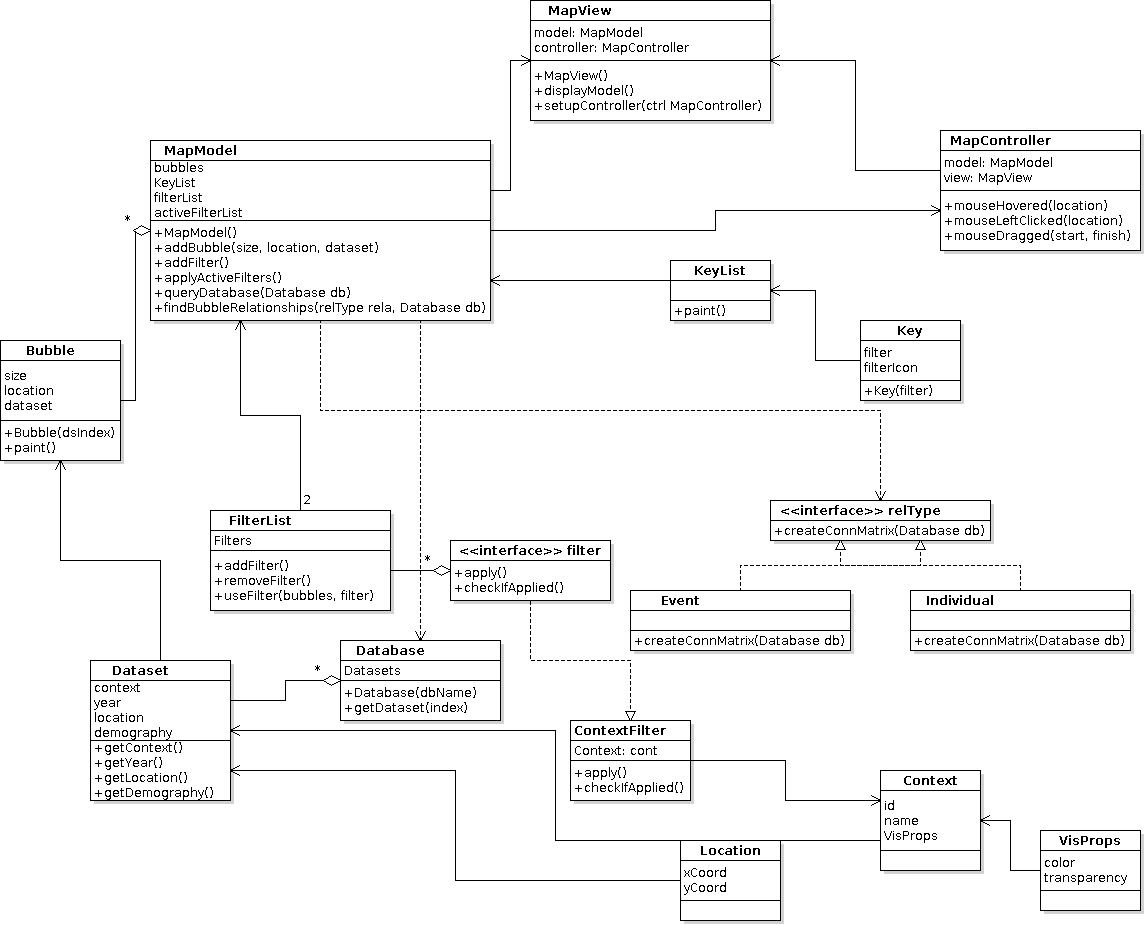 MapView
model: MapModel
controller: MapController
+MapView()
+displayModel()
+setupController(ctrl MapController)
MapModel
bubbles
KeyList
filterList
activeFilterList
+MapModel()
+addBubble(size, location, dataset)
+addFilter()
+applyActiveFilters()
+queryDatabase(Database db)
+findBubbleRelationships(relType rela, Database db)
MapController
model: MapModel
view: MapView
+mouseHovered(location)
+mouseLeftClicked(location)
+mouseDragged(start, finish)
*
KeyList
+paint()
Key
filter
filterIcon
+Key(filter)
Bubble
size
location
dataset
+Bubble(dsIndex)
+paint()
2
FilterList
Filters
+addFilter()
+removeFilter()
+useFilter(bubbles, filter)
*
<<interface>> filter
+apply()
+checkIfApplied()
<<interface>> relType
+createConnMatrix(Database db)
Event
+createConnMatrix(Database db)
Individual
+createConnMatrix(Database db)
Dataset
context
year
location
demography
+getContext()
+getYear()
+getLocation()
+getDemography()
*
Database
Datasets
+Database(dbName)
+getDataset(index)
ContextFilter
Context: cont
+apply()
+checkIfApplied()
Context
id
name
VisProps
Location
xCoord
yCoord
VisProps
color
transparency